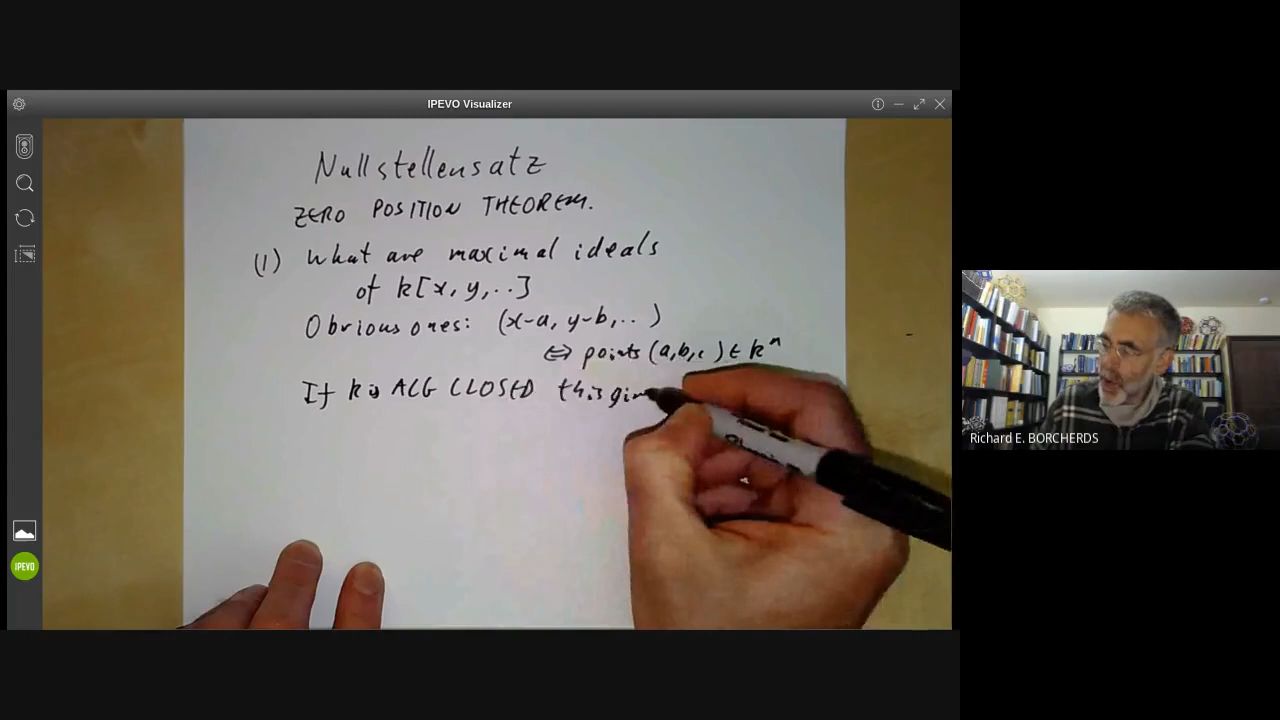 IPEVO Visualizer
Nullstellensatz
ZERO POSITION THEOREM.
(1) What are maximal ideals
of k[x, y, ..]
Obvious ones: (x-a, y-b, .. )
⇔ points (a,b,c ) ∈ k^n
If k is ALG CLOSED this giv
IPEVO
Richard E. BORCHERDS